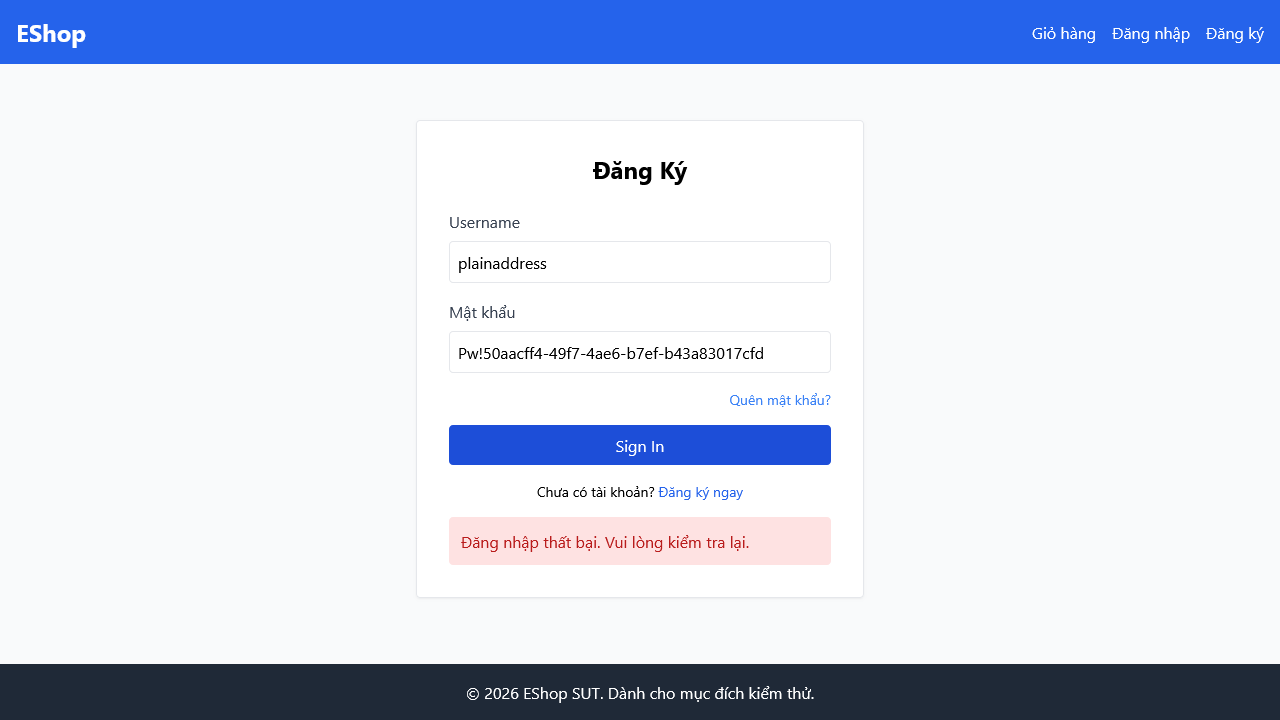 EShop
Giỏ hàng
Đăng nhập
Đăng ký
Đăng Ký
Username
plainaddress
Mật khẩu
Pw!50aacff4-49f7-4ae6-b7ef-b43a83017cfd
Quên mật khẩu?
Sign In
Chưa có tài khoản? Đăng ký ngay
Đăng nhập thất bại. Vui lòng kiểm tra lại.
© 2026 EShop SUT. Dành cho mục đích kiểm thử.